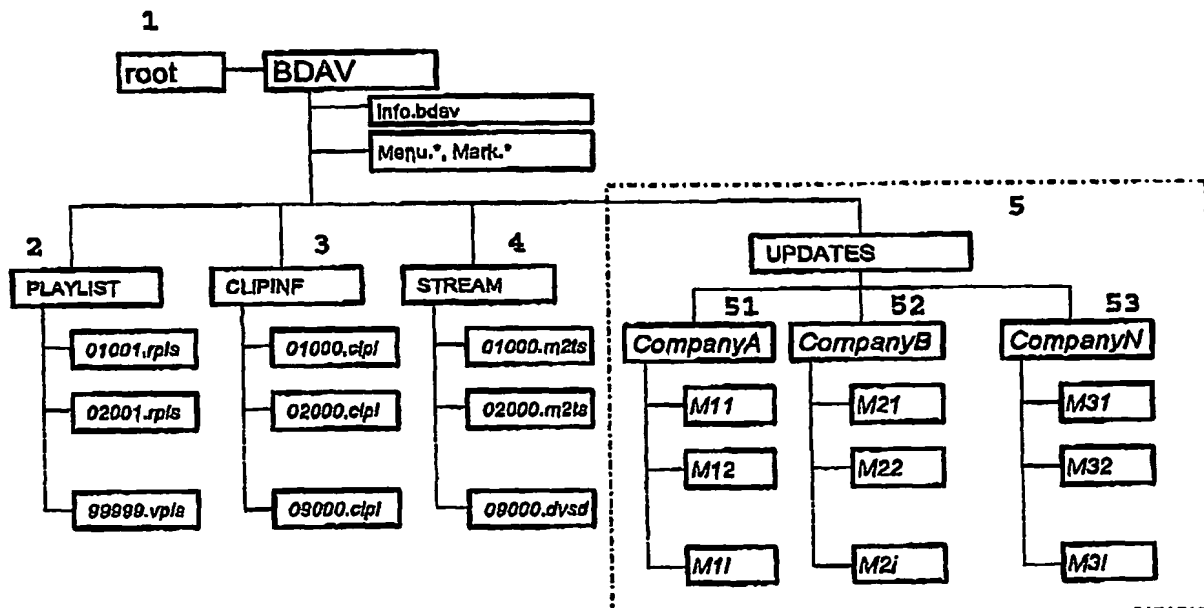 1
root
BDAV
info.bdav
Menu.*, Mark.*
5
2
3
4
UPDATES
PLAYLIST
CLIPINF
STREAM
51
52
53
CompanyA
CompanyB
CompanyN
01001.rpls
01000.clpi
01000.m2ts
M11
M21
M31
02001.rpls
02000.clpi
02000.m2ts
M12
M22
M32
99999.vpls
09000.clpi
09000.dvsd
M1i
M2i
M3i